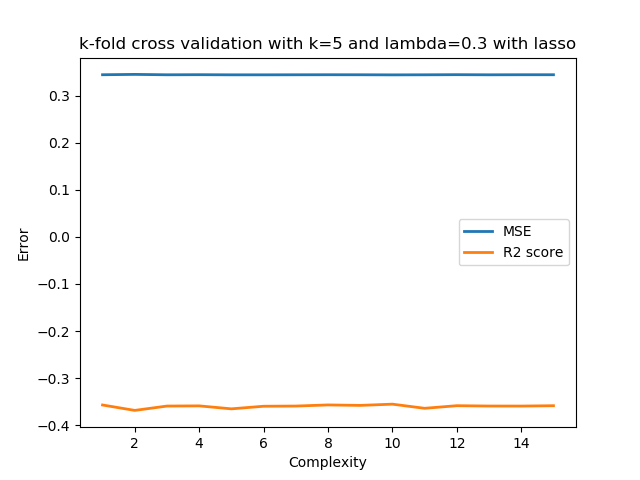 k-fold cross validation with k=5 and lambda=0.3 with lasso
0.3
0.2
0.1
0.0
−0.1
−0.2
−0.3
−0.4
Error
MSE
R2 score
2 4 6 8 10 12 14
Complexity